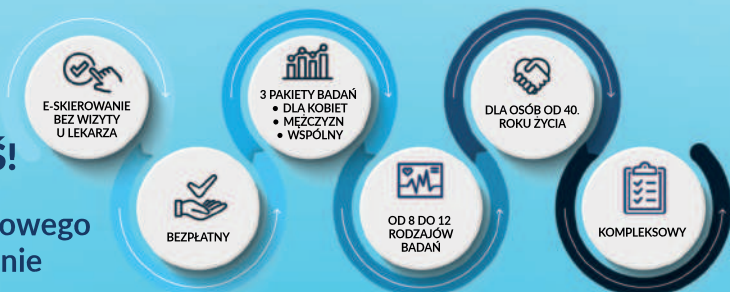 E-SKIEROWANIE
BEZ WIZYTY
U LEKARZA
BEZPŁATNY
3 PAKIETY BADAŃ
• DLA KOBIET
• MĘŻCZYZN
• WSPÓLNY
OD 8 DO 12
RODZAJÓW
BADAŃ
DLA OSÓB OD 40.
ROKU ŻYCIA
KOMPLEKSOWY
Ś!
owego
nie